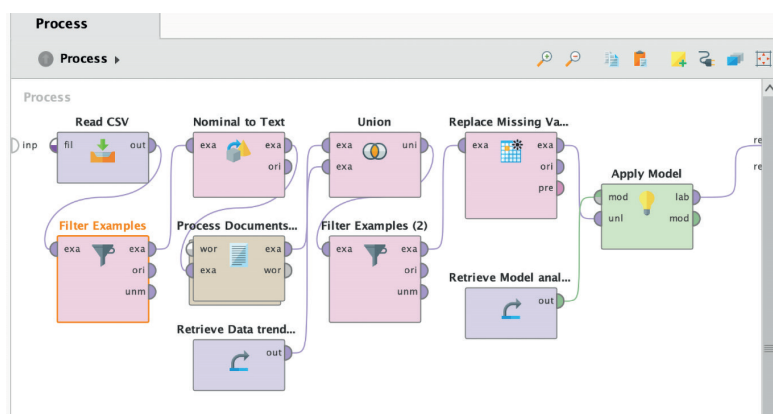 Process
Process
Process
Read CSV
inp
fil
out
Nominal to Text
exa
exa
ori
Union
exa
exa
uni
Replace Missing Va...
exa
exa
ori
pre
Apply Model
mod
unl
lab
mod
re
re
Filter Examples
exa
exa
ori
unm
Process Documents...
wor
exa
exa
wor
Filter Examples (2)
exa
exa
ori
unm
Retrieve Model anal...
out
Retrieve Data trend...
out